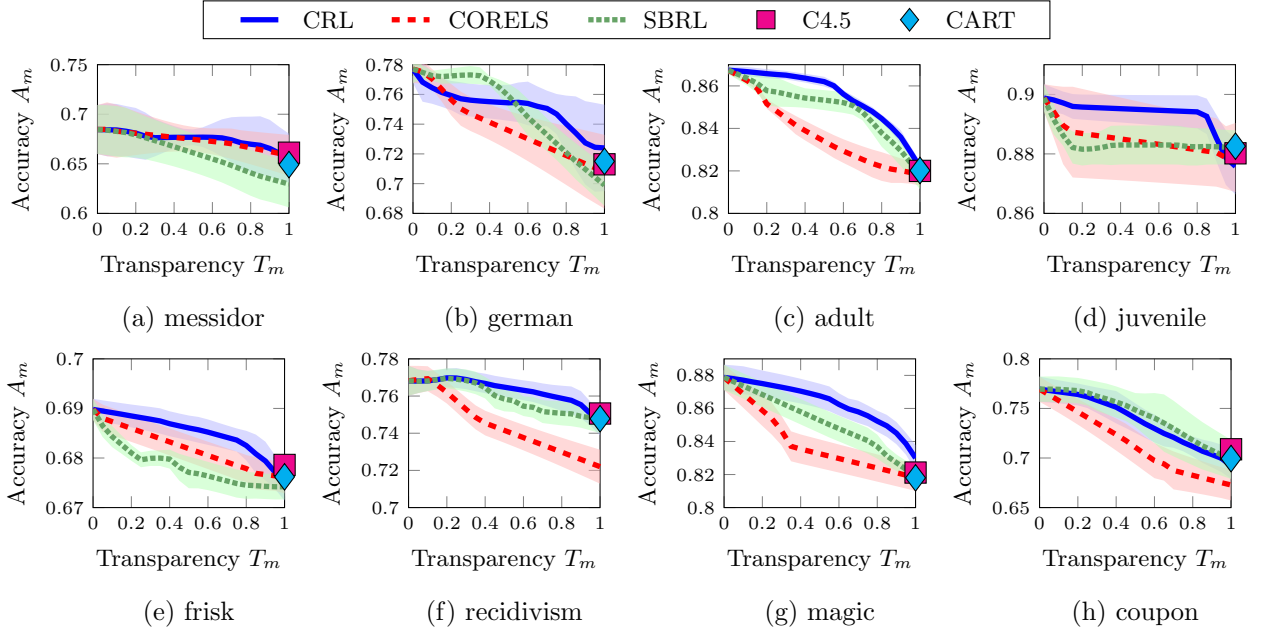 CRL CORELS SBRL C4.5 CART
Accuracy A_m
0.75
0.7
0.65
0.6
0 0.2 0.4 0.6 0.8 1
Transparency T_m
(a) messidor
Accuracy A_m
0.78
0.76
0.74
0.72
0.7
0.68
0 0.2 0.4 0.6 0.8 1
Transparency T_m
(b) german
Accuracy A_m
0.86
0.84
0.82
0.8
0 0.2 0.4 0.6 0.8 1
Transparency T_m
(c) adult
Accuracy A_m
0.9
0.88
0.86
0 0.2 0.4 0.6 0.8 1
Transparency T_m
(d) juvenile
Accuracy A_m
0.7
0.69
0.68
0.67
0 0.2 0.4 0.6 0.8 1
Transparency T_m
(e) frisk
Accuracy A_m
0.78
0.76
0.74
0.72
0.7
0 0.2 0.4 0.6 0.8 1
Transparency T_m
(f) recidivism
Accuracy A_m
0.88
0.86
0.84
0.82
0.8
0 0.2 0.4 0.6 0.8 1
Transparency T_m
(g) magic
Accuracy A_m
0.8
0.75
0.7
0.65
0 0.2 0.4 0.6 0.8 1
Transparency T_m
(h) coupon